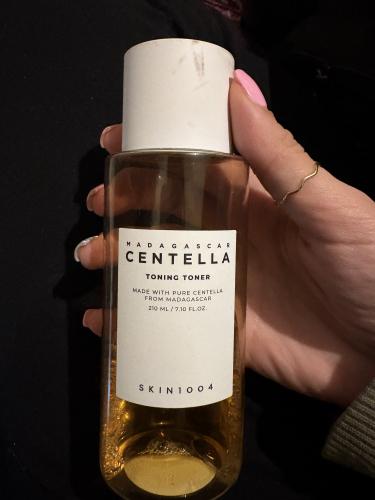 MADAGASCAR
CENTELLA
TONING TONER
MADE WITH PURE CENTELLA
FROM MADAGASCAR
210 ML / 7.10 FL.OZ.
SKIN1004